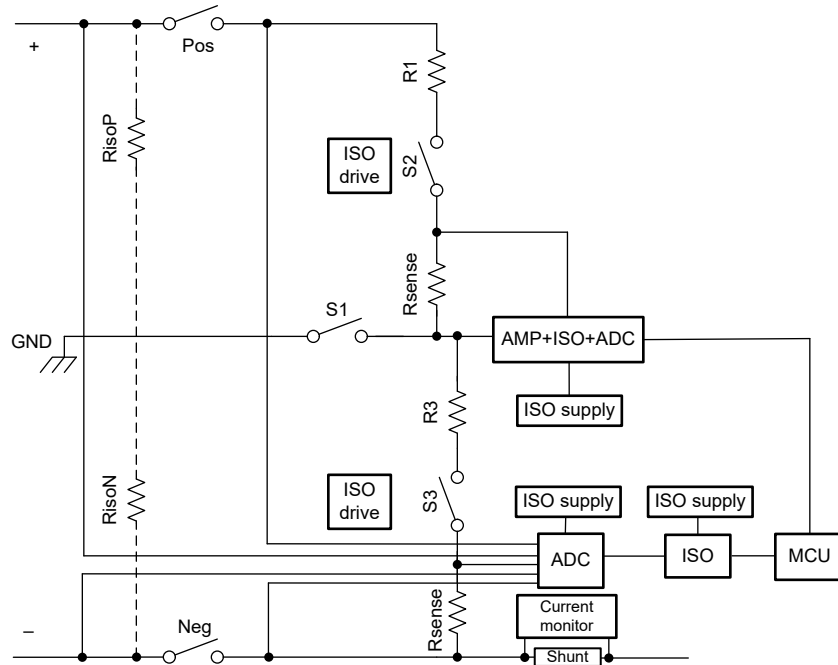 +
Pos
R1
RisoP
ISO
drive
S2
Rsense
S1
GND
AMP+ISO+ADC
ISO supply
R3
RisoN
ISO
drive
S3
ISO supply
ISO supply
ADC
ISO
MCU
Rsense
Current
monitor
–
Neg
Shunt